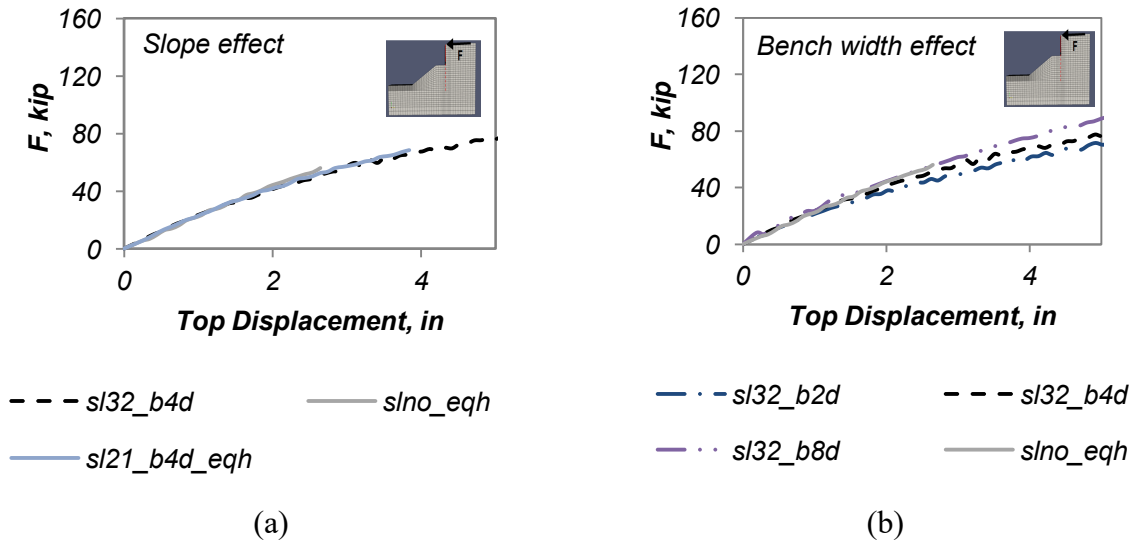 Slope effect
F
160
120
80
40
0
F, kip
0 2 4
Top Displacement, in
sl32_b4d slno_eqh
sl21_b4d_eqh
(a)
Bench width effect
F
160
120
80
40
0
F, kip
0 2 4
Top Displacement, in
sl32_b2d sl32_b4d
sl32_b8d slno_eqh
(b)